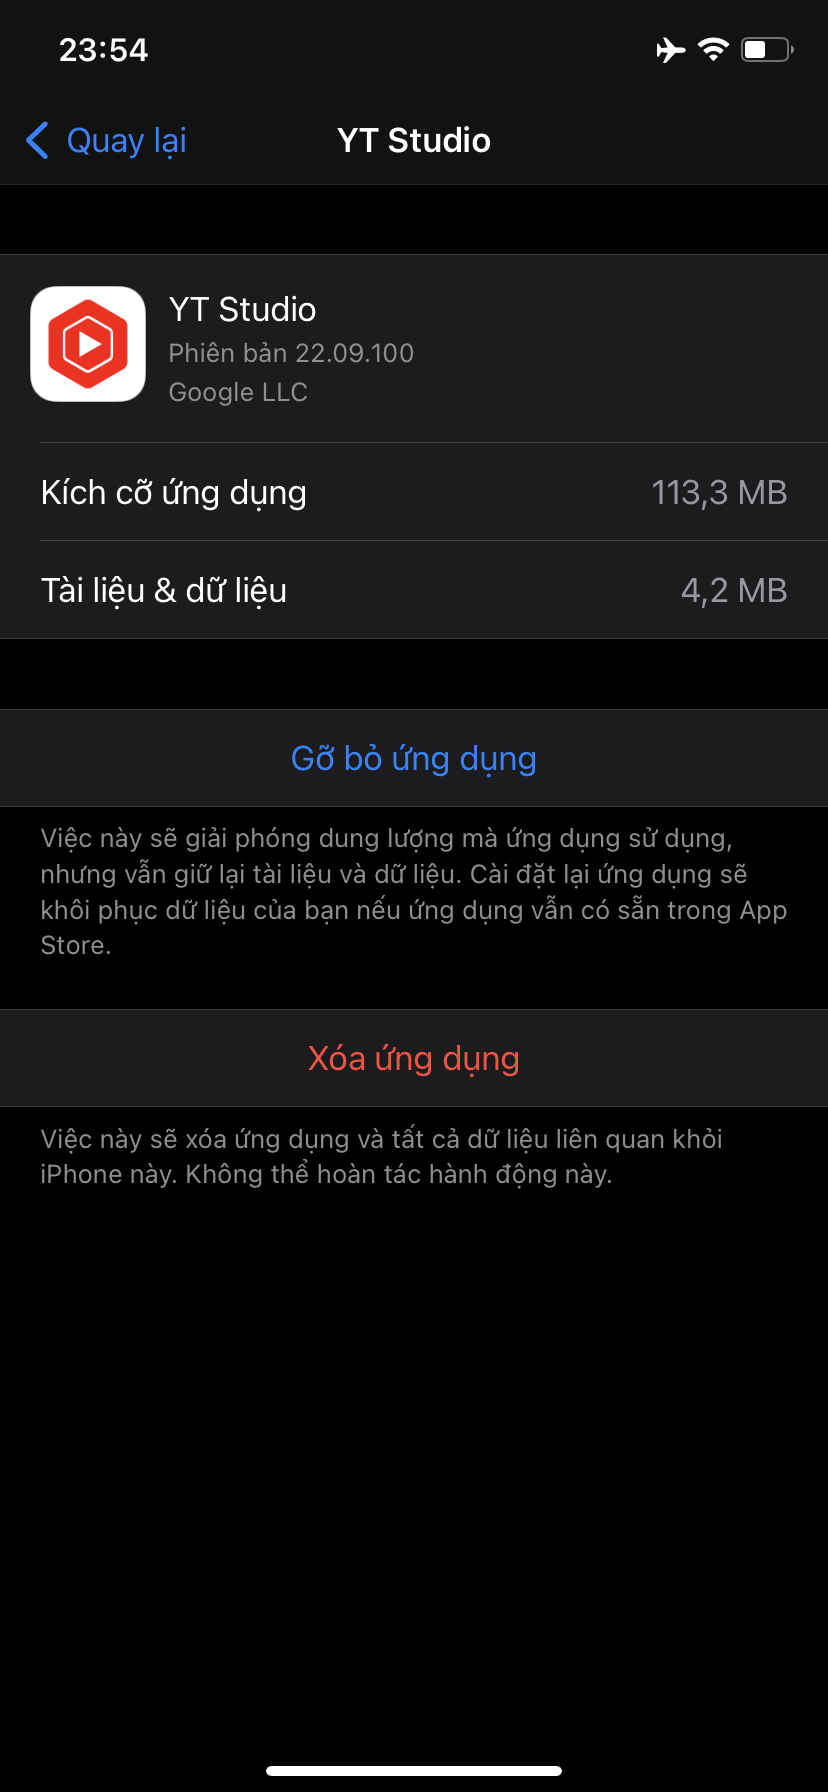 23:54
Quay lại
YT Studio
YT Studio
Phiên bản 22.09.100
Google LLC
Kích cỡ ứng dụng 113,3 MB
Tài liệu & dữ liệu 4,2 MB
Gỡ bỏ ứng dụng
Việc này sẽ giải phóng dung lượng mà ứng dụng sử dụng,
nhưng vẫn giữ lại tài liệu và dữ liệu. Cài đặt lại ứng dụng sẽ
khôi phục dữ liệu của bạn nếu ứng dụng vẫn có sẵn trong App
Store.
Xóa ứng dụng
Việc này sẽ xóa ứng dụng và tất cả dữ liệu liên quan khỏi
iPhone này. Không thể hoàn tác hành động này.